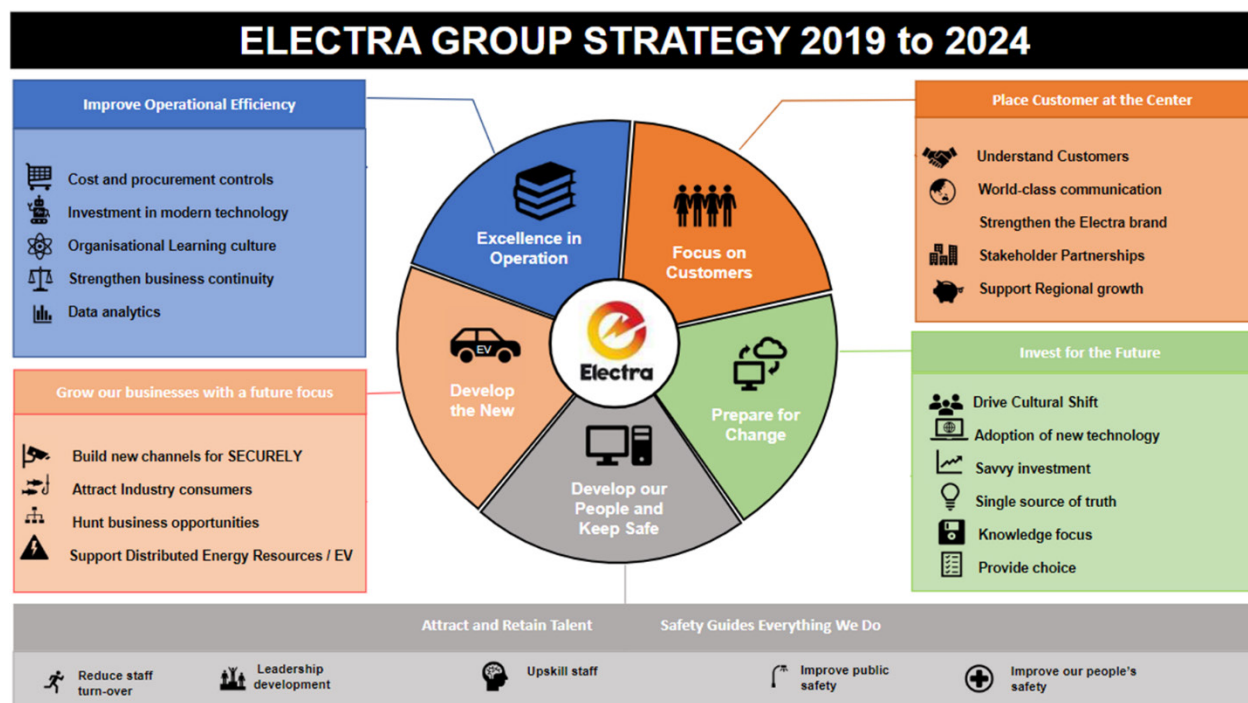 ELECTRA GROUP STRATEGY 2019 to 2024
Improve Operational Efficiency
Cost and procurement controls
Investment in modern technology
Organisational Learning culture
Strengthen business continuity
Data analytics
Grow our businesses with a future focus
Build new channels for SECURELY
Attract Industry consumers
Hunt business opportunities
Support Distributed Energy Resources / EV
Excellence in
Operation
Focus on
Customers
EV
Develop
the New
Electra
Prepare for
Change
Develop our
People and
Keep Safe
Place Customer at the Center
Understand Customers
World-class communication
Strengthen the Electra brand
Stakeholder Partnerships
Support Regional growth
Invest for the Future
Drive Cultural Shift
Adoption of new technology
Savvy investment
Single source of truth
Knowledge focus
Provide choice
Attract and Retain Talent
Safety Guides Everything We Do
Reduce staff
turn-over
Leadership
development
Upskill staff
Improve public
safety
Improve our people's
safety